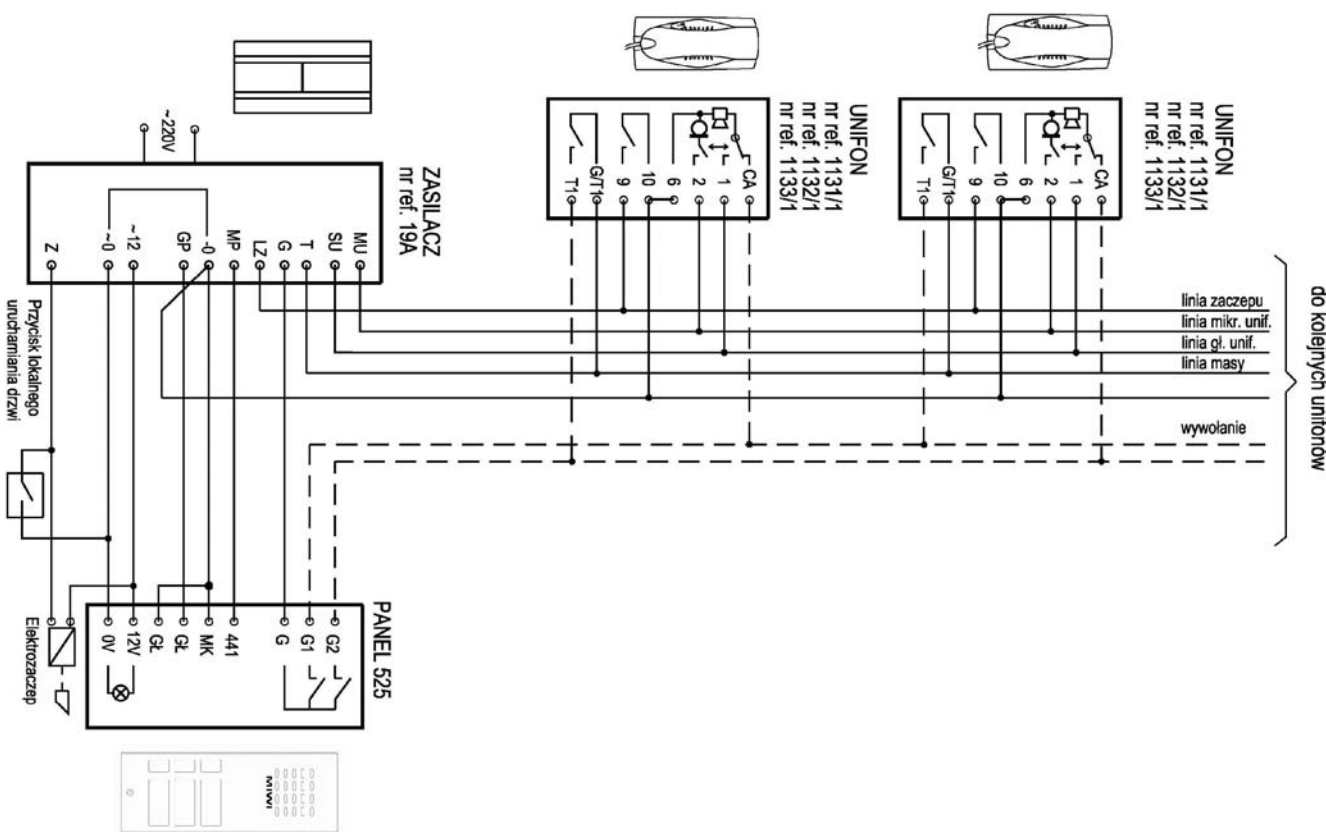 UNIFON
nr ref. 1131/1
nr ref. 1132/1
nr ref. 1133/1
T1
G/T1
9
10
6
2
1
CA
UNIFON
nr ref. 1131/1
nr ref. 1132/1
nr ref. 1133/1
T1
G/T1
9
10
6
2
1
CA
~220V
ZASILACZ
nr ref. 19A
Z
~0
~12
GP
-0
MP
LZ
G
T
SU
MU
linia zaczepu
linia mikr. unif.
linia gł. unif.
linia masy
wywołanie
do kolejnych unifonów
Przycisk lokalnego
uruchamiania drzwi
Elektrozaczep
PANEL 525
0V
12V
GŁ
GŁ
MK
441
G
G1
G2
MIWI